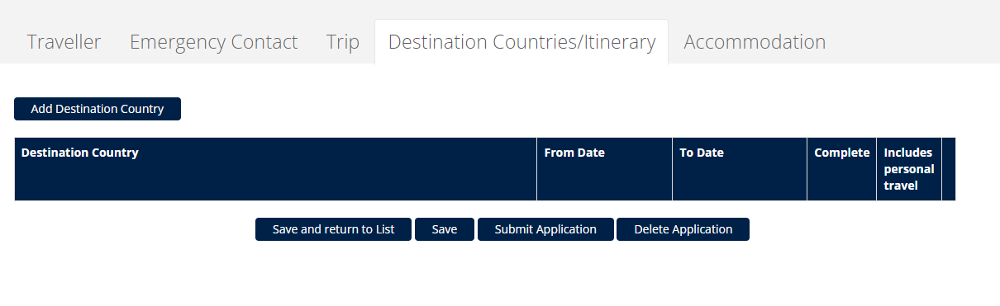 Traveller Emergency Contact Trip Destination Countries/Itinerary Accommodation
Add Destination Country
Destination Country From Date To Date Complete Includes
personal
travel
Save and return to List Save Submit Application Delete Application